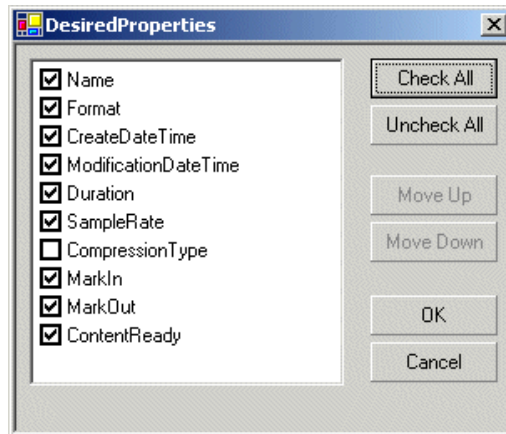 DesiredProperties
Name
Format
CreateDateTime
ModificationDateTime
Duration
SampleRate
CompressionType
MarkIn
MarkOut
ContentReady
Check All
Uncheck All
Move Up
Move Down
OK
Cancel